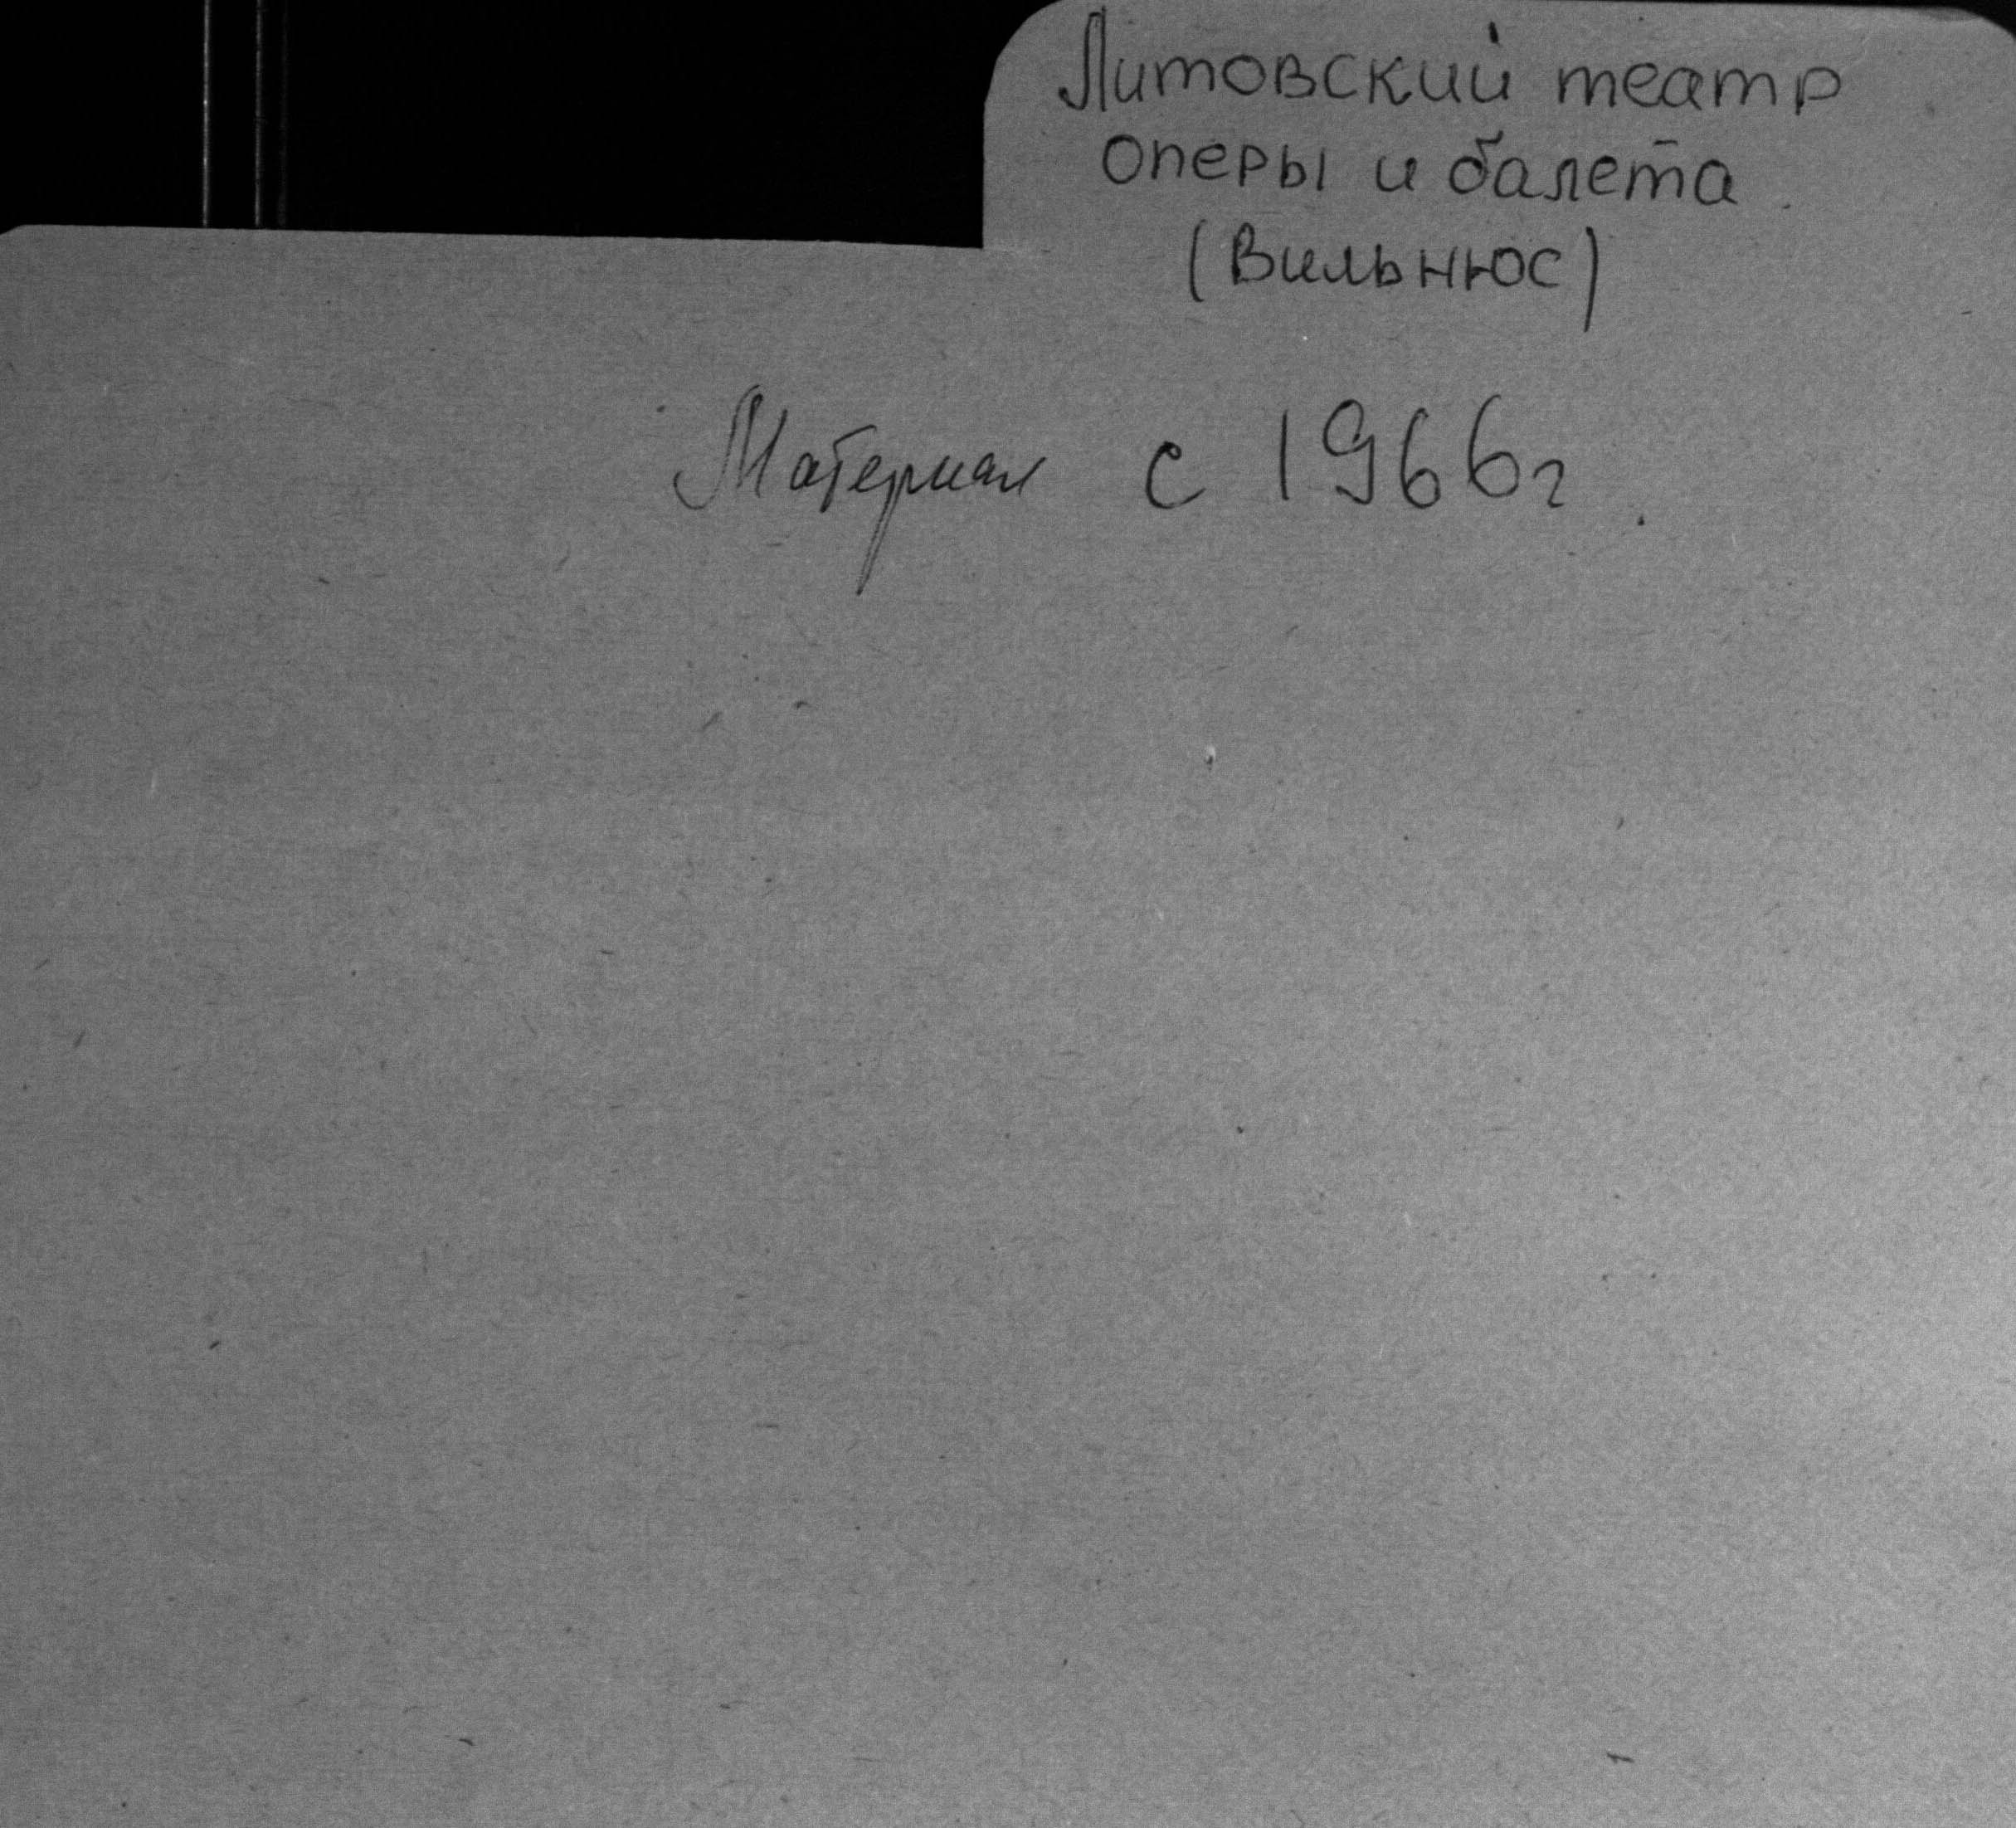 Литовский театр
оперы и балета
(Вильнюс)
Материал с 1966г.